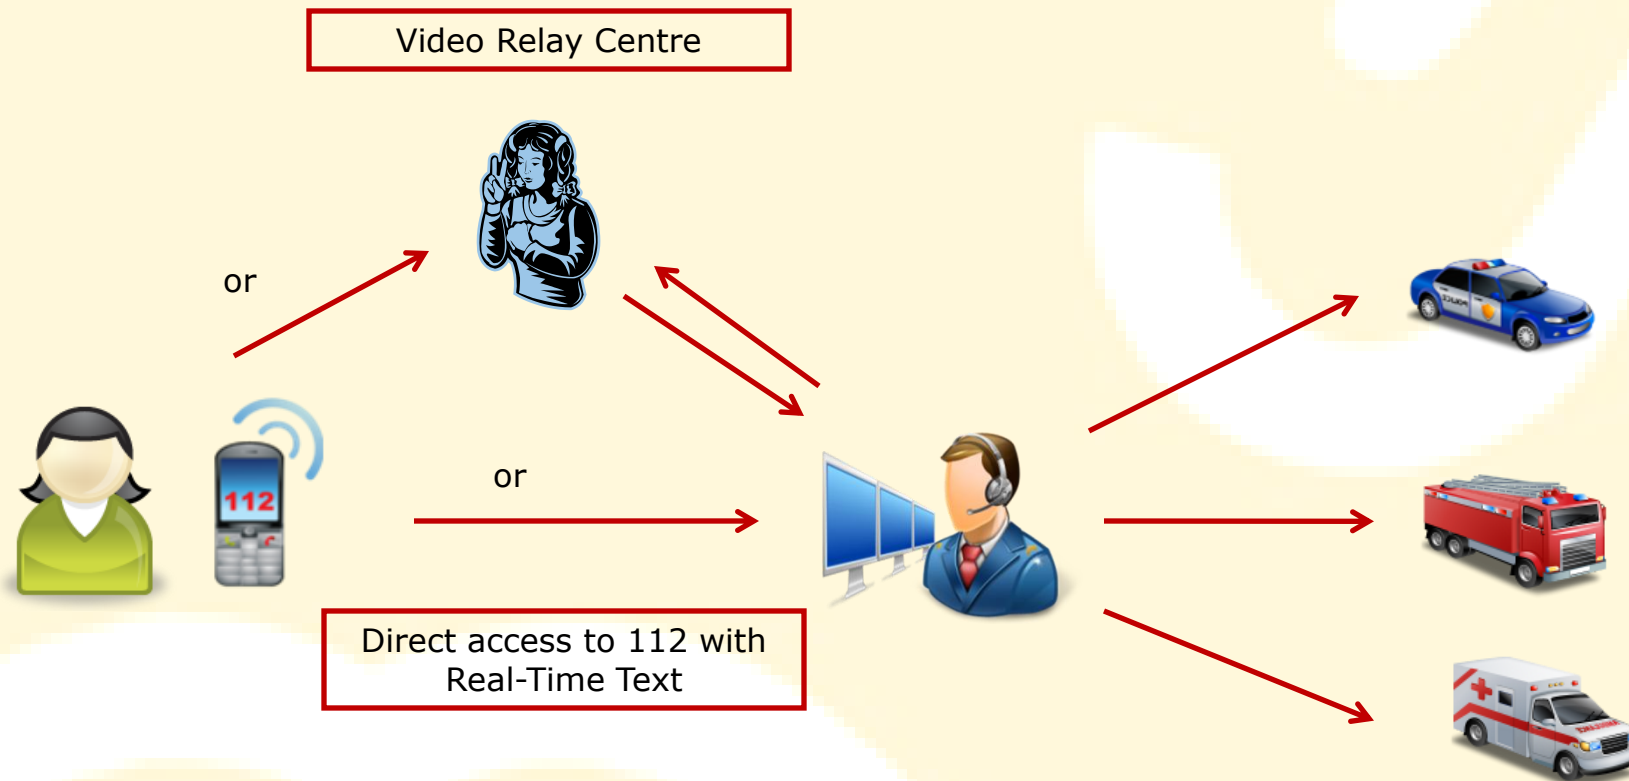 Video Relay Centre
or
112
or
Direct access to 112 with
Real-Time Text